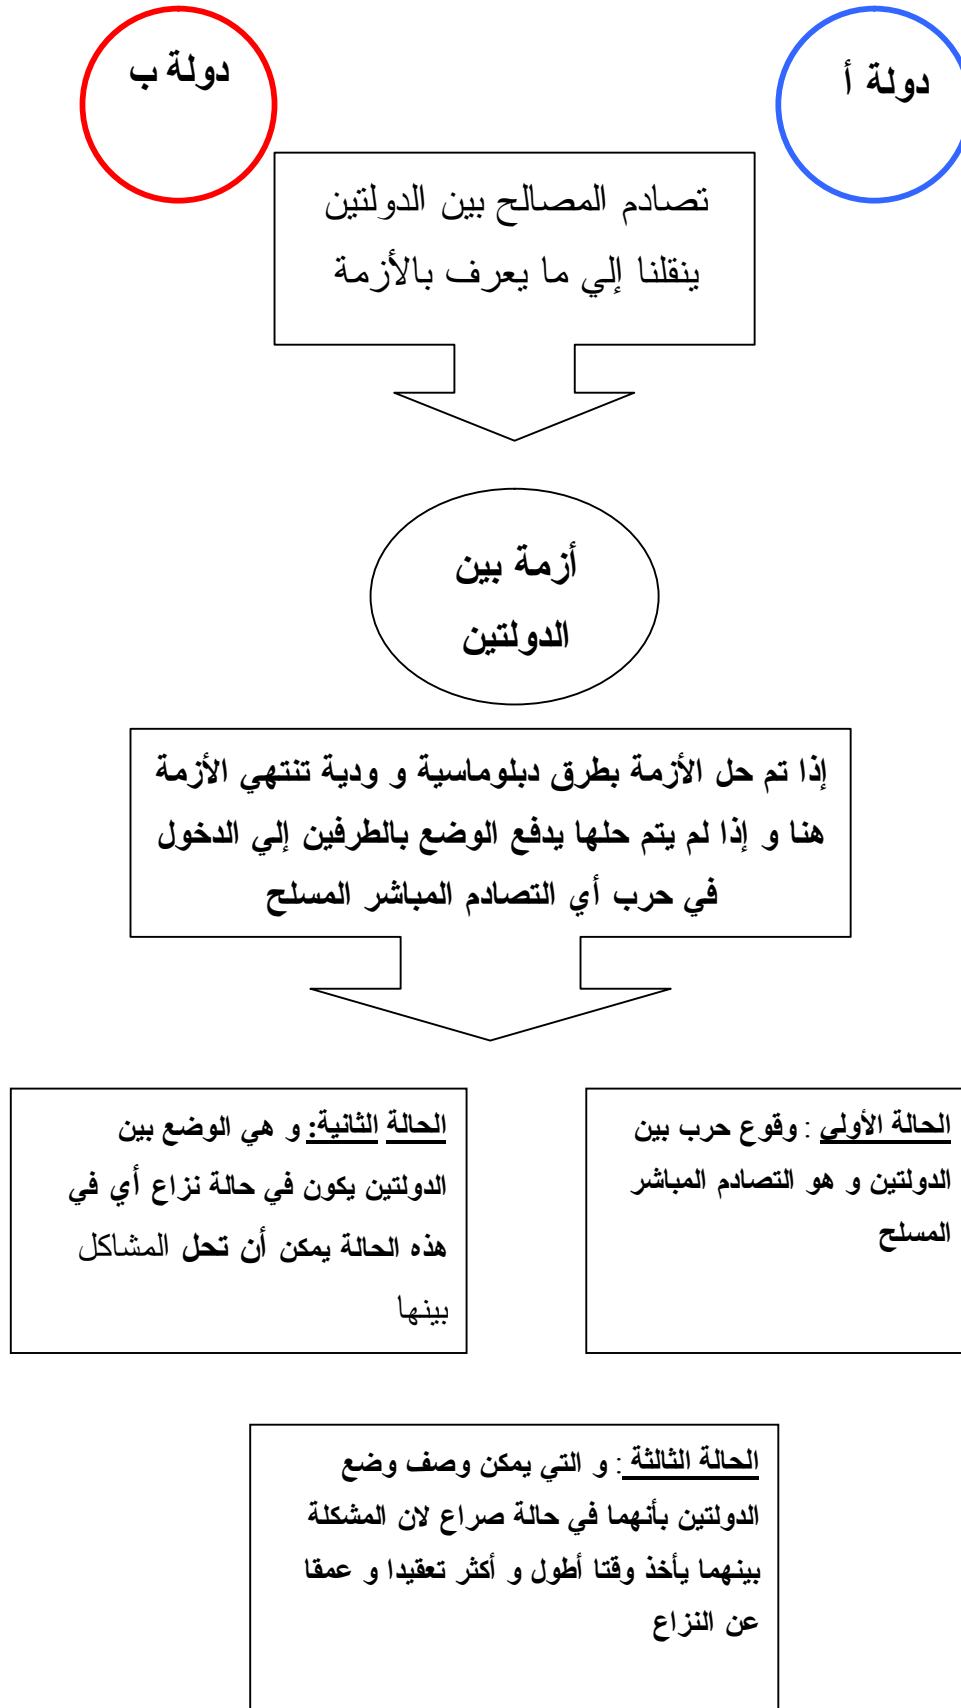 دولة أ
دولة ب
تصادم المصالح بين الدولتين
ينقلنا إلي ما يعرف بالأزمة
أزمة بين
الدولتين
إذا تم حل الأزمة بطرق دبلوماسية و ودية تنتهي الأزمة
هنا و إذا لم يتم حلها يدفع الوضع بالطرفين إلي الدخول
في حرب أي التصادم المباشر المسلح
الحالة الأولي : وقوع حرب بين
الدولتين و هو التصادم المباشر
المسلح
الحالة الثانية: و هي الوضع بين
الدولتين يكون في حالة نزاع أي في
هذه الحالة يمكن أن تحل المشاكل
بينها
الحالة الثالثة : و التي يمكن وصف وضع
الدولتين بأنهما في حالة صراع لان المشكلة
بينهما يأخذ وقتا أطول و أكثر تعقيدا و عمقا
عن النزاع